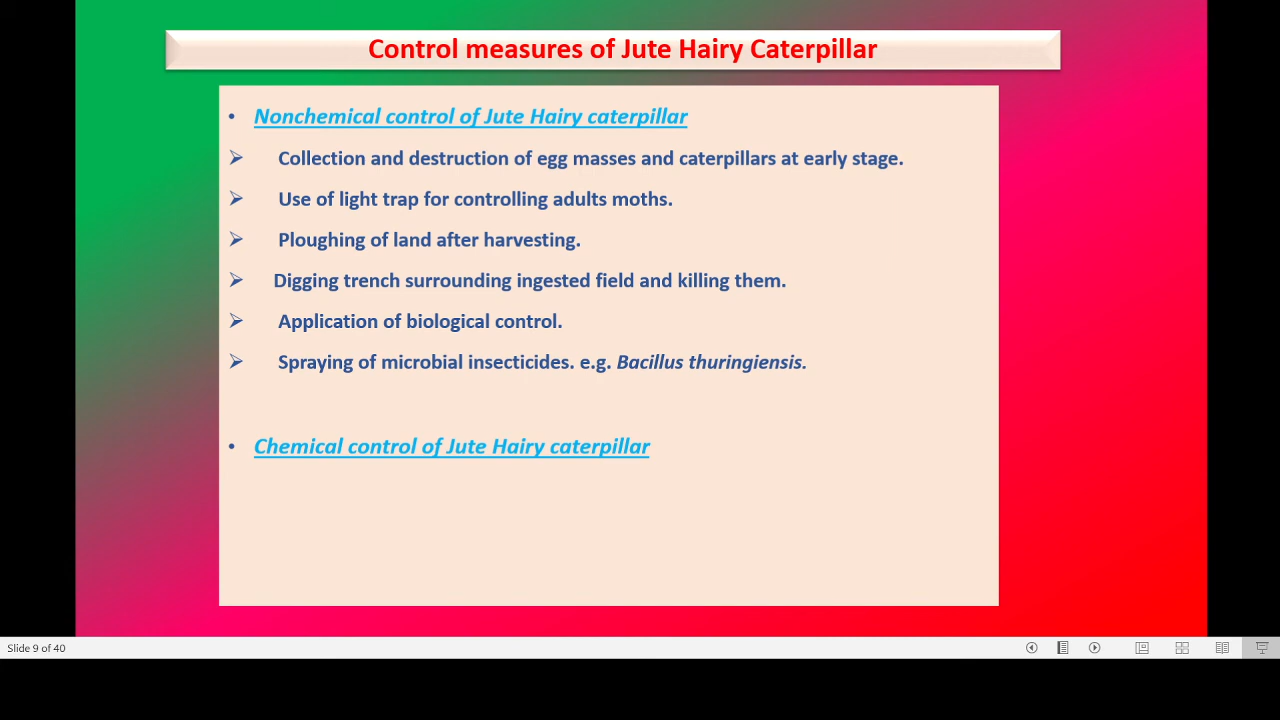 Control measures of Jute Hairy Caterpillar
• Nonchemical control of Jute Hairy caterpillar
➢ Collection and destruction of egg masses and caterpillars at early stage.
➢ Use of light trap for controlling adults moths.
➢ Ploughing of land after harvesting.
➢ Digging trench surrounding ingested field and killing them.
➢ Application of biological control.
➢ Spraying of microbial insecticides. e.g. Bacillus thuringiensis.
• Chemical control of Jute Hairy caterpillar
Slide 9 of 40